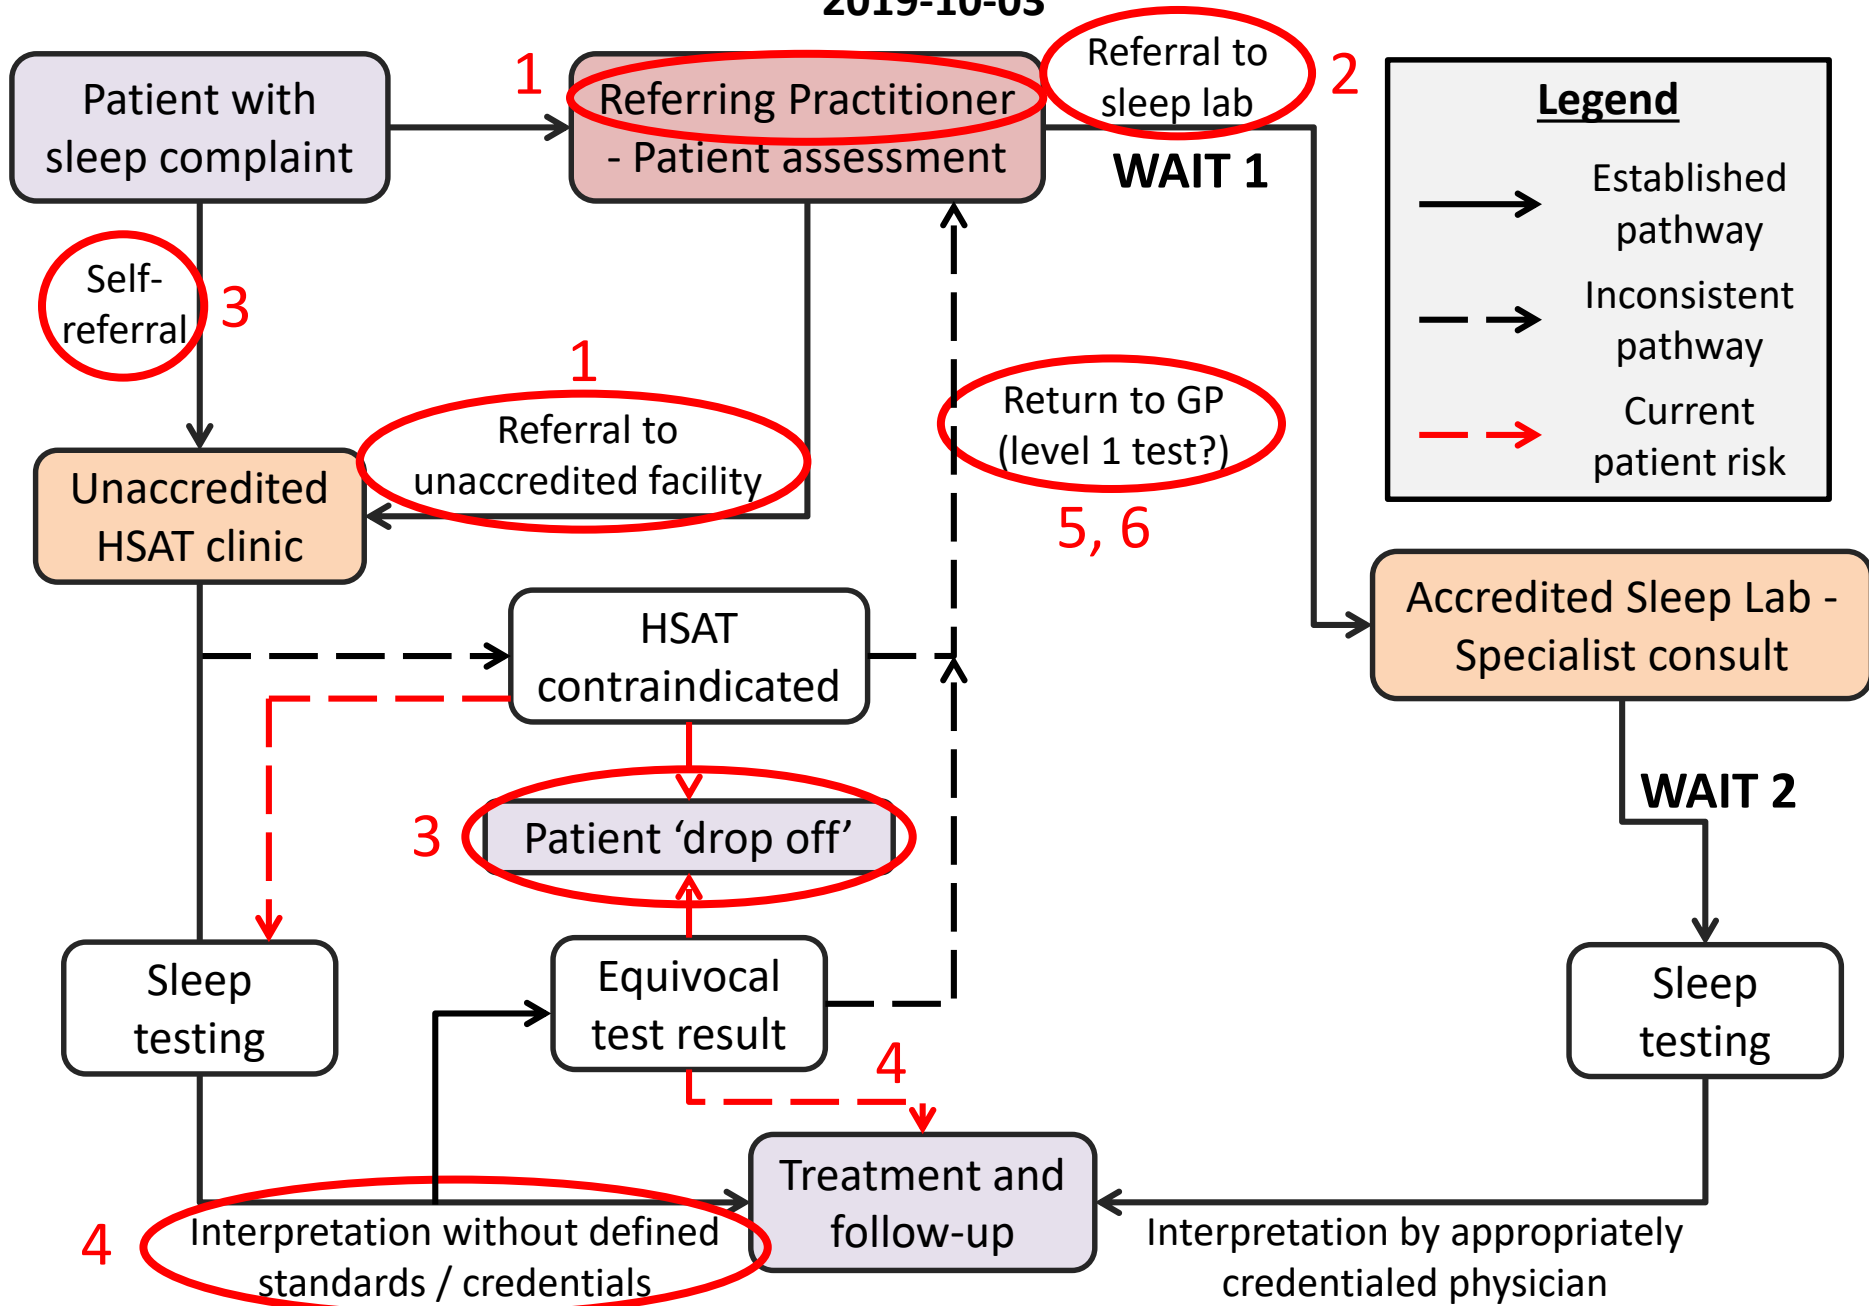 2019-10-03
Patient with
sleep complaint
1
Referring Practitioner
- Patient assessment
Referral to
sleep lab
2
WAIT 1
Legend
Established
pathway
Inconsistent
pathway
Current
patient risk
Self-
referral
3
1
Referral to
unaccredited facility
Return to GP
(level 1 test?)
5, 6
Unaccredited
HSAT clinic
HSAT
contraindicated
Accredited Sleep Lab -
Specialist consult
WAIT 2
3
Patient ‘drop off’
Sleep
testing
Equivocal
test result
4
Sleep
testing
Treatment and
follow-up
4
Interpretation without defined
standards / credentials
Interpretation by appropriately
credentialed physician